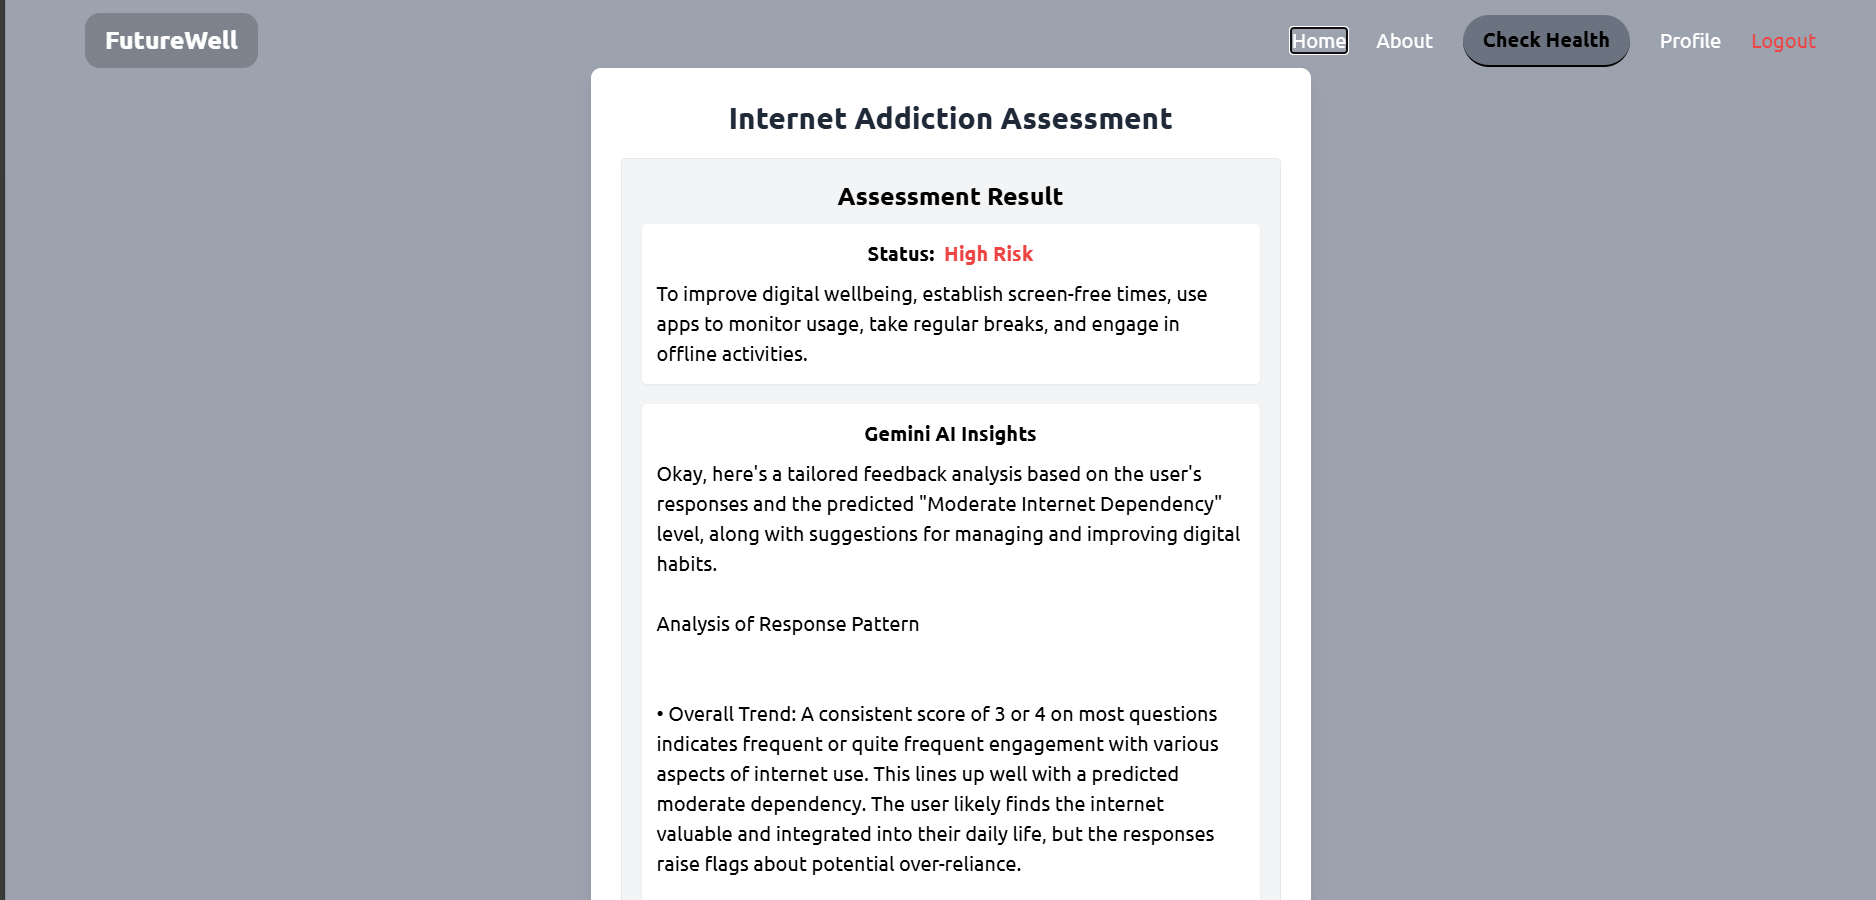 FutureWell
Home
About
Check Health
Profile
Logout
Internet Addiction Assessment
Assessment Result
Status: High Risk
To improve digital wellbeing, establish screen-free times, use
apps to monitor usage, take regular breaks, and engage in
offline activities.
Gemini AI Insights
Okay, here's a tailored feedback analysis based on the user's
responses and the predicted "Moderate Internet Dependency"
level, along with suggestions for managing and improving digital
habits.
Analysis of Response Pattern
• Overall Trend: A consistent score of 3 or 4 on most questions
indicates frequent or quite frequent engagement with various
aspects of internet use. This lines up well with a predicted
moderate dependency. The user likely finds the internet
valuable and integrated into their daily life, but the responses
raise flags about potential over-reliance.